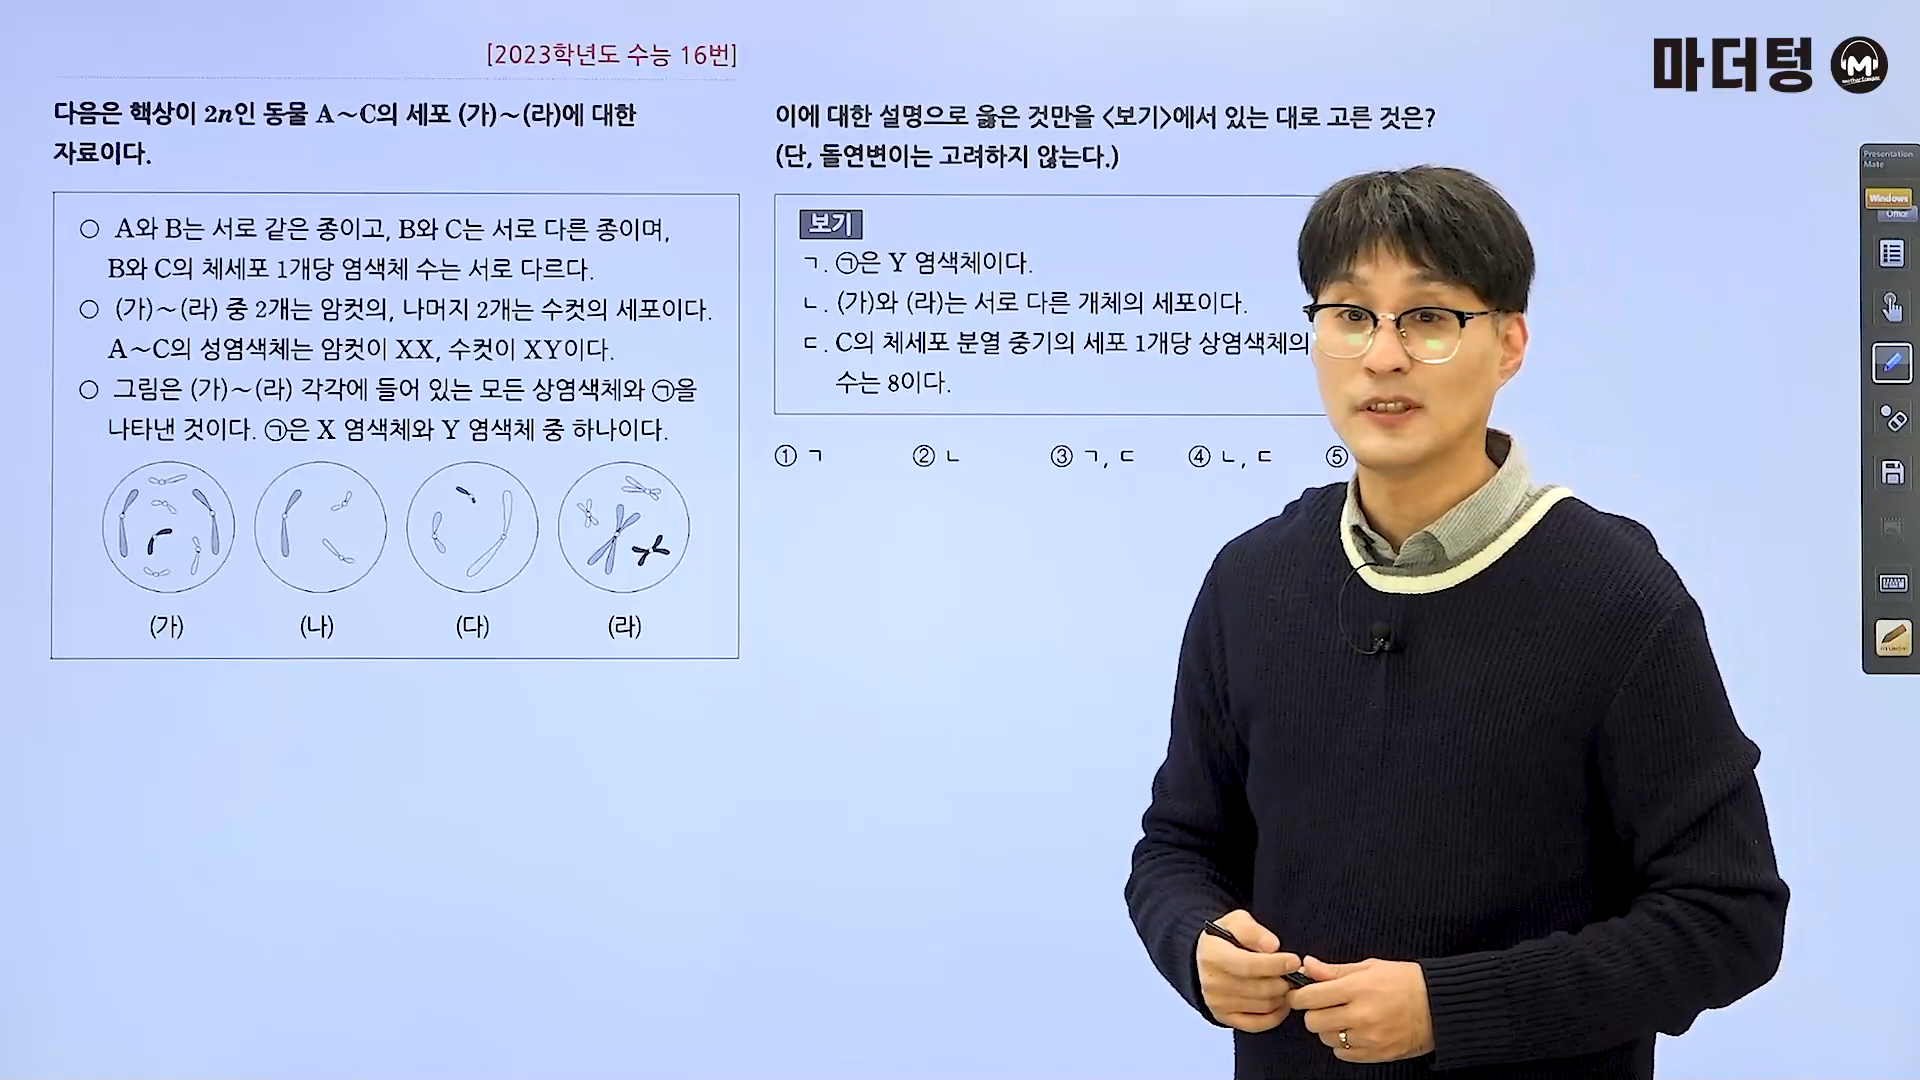 [2023학년도 수능 16번]
마더텅
다음은 핵상이 2n인 동물 A~C의 세포 (가)~(라)에 대한
자료이다.
○ A와 B는 서로 같은 종이고, B와 C는 서로 다른 종이며,
B와 C의 체세포 1개당 염색체 수는 서로 다르다.
○ (가)~(라) 중 2개는 암컷의, 나머지 2개는 수컷의 세포이다.
A~C의 성염색체는 암컷이 XX, 수컷이 XY이다.
○ 그림은 (가)~(라) 각각에 들어 있는 모든 상염색체와 ㉠을
나타낸 것이다. ㉠은 X 염색체와 Y 염색체 중 하나이다.
(가) (나) (다) (라)
이에 대한 설명으로 옳은 것만을 <보기>에서 있는 대로 고른 것은?
(단, 돌연변이는 고려하지 않는다.)
보기
ㄱ. ㉠은 Y 염색체이다.
ㄴ. (가)와 (라)는 서로 다른 개체의 세포이다.
ㄷ. C의 체세포 분열 중기의 세포 1개당 상염색체의
수는 8이다.
① ㄱ ② ㄴ ③ ㄱ, ㄷ ④ ㄴ, ㄷ ⑤
Presentation
Mate
Windows
Office